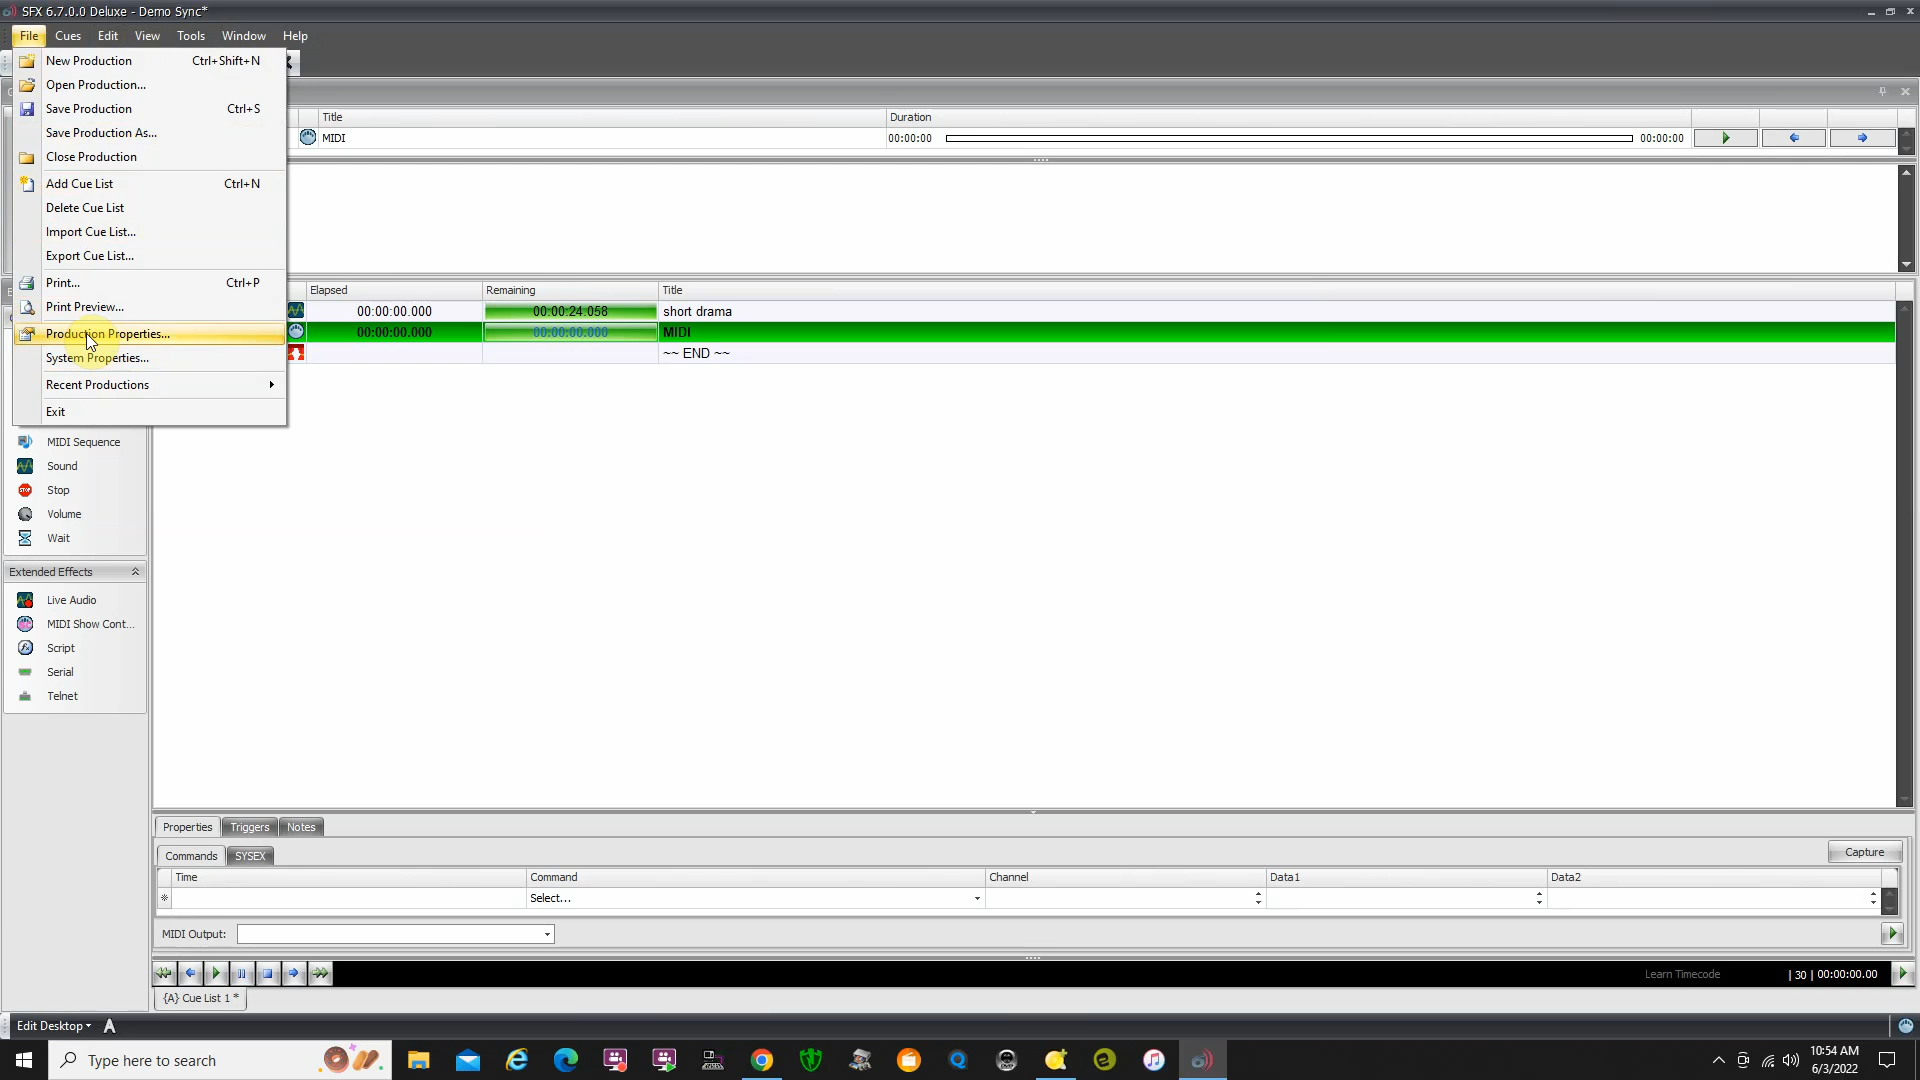 SFX 6.7.0.0 Deluxe - Demo Sync*
File Cues Edit View Tools Window Help
New Production Ctrl+Shift+N
Open Production...
Save Production Ctrl+S
Save Production As...
Close Production
Add Cue List Ctrl+N
Delete Cue List
Import Cue List...
Export Cue List...
Print... Ctrl+P
Print Preview...
Production Properties...
System Properties...
Recent Productions
Exit
Title Duration
MIDI 00:00:00 00:00:00
Elapsed Remaining Title
00:00:00.000 00:00:24.058 short drama
00:00:00.000 00:00:00.000 MIDI
~~ END ~~
MIDI Sequence
Sound
Stop
Volume
Wait
Extended Effects
Live Audio
MIDI Show Cont...
Script
Serial
Telnet
Properties Triggers Notes
Commands SYSEX Capture
Time Command Channel Data1 Data2
Select...
MIDI Output:
Learn Timecode | 30 | 00:00:00.00
{A} Cue List 1 *
Edit Desktop A
Type here to search
10:54 AM
6/3/2022